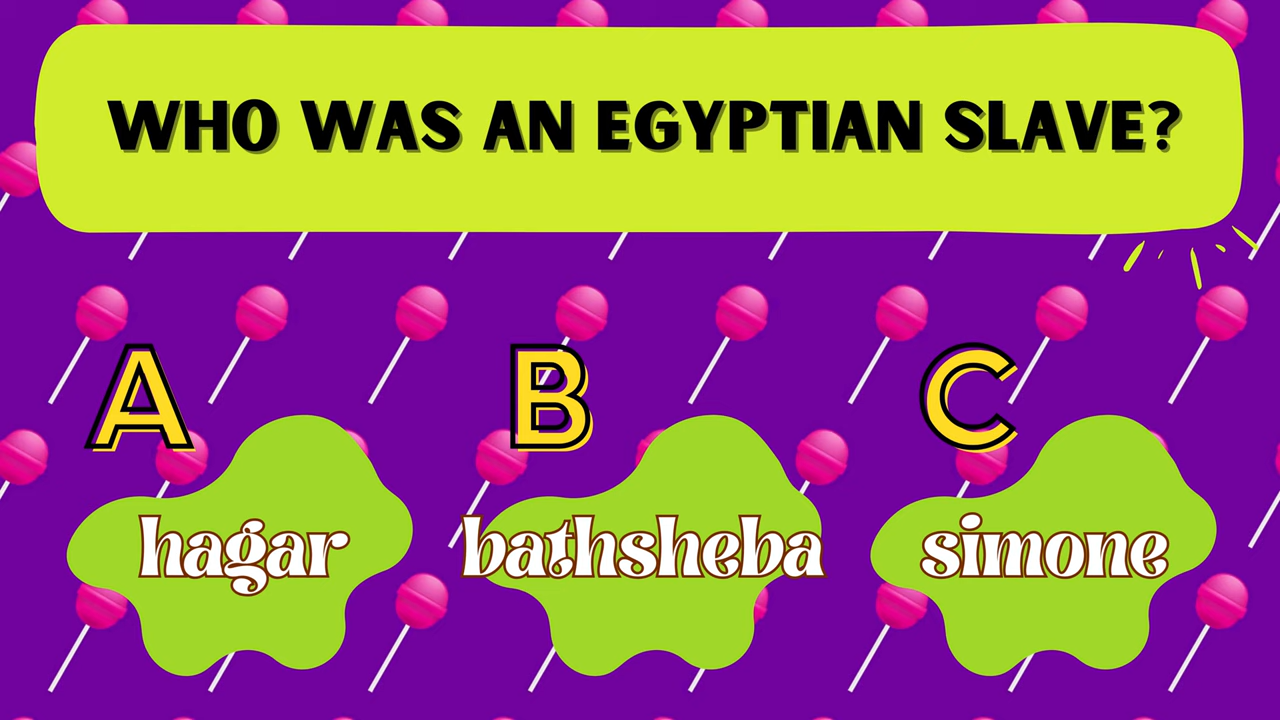 WHO WAS AN EGYPTIAN SLAVE?
A
B
C
hagar
bathsheba
simone